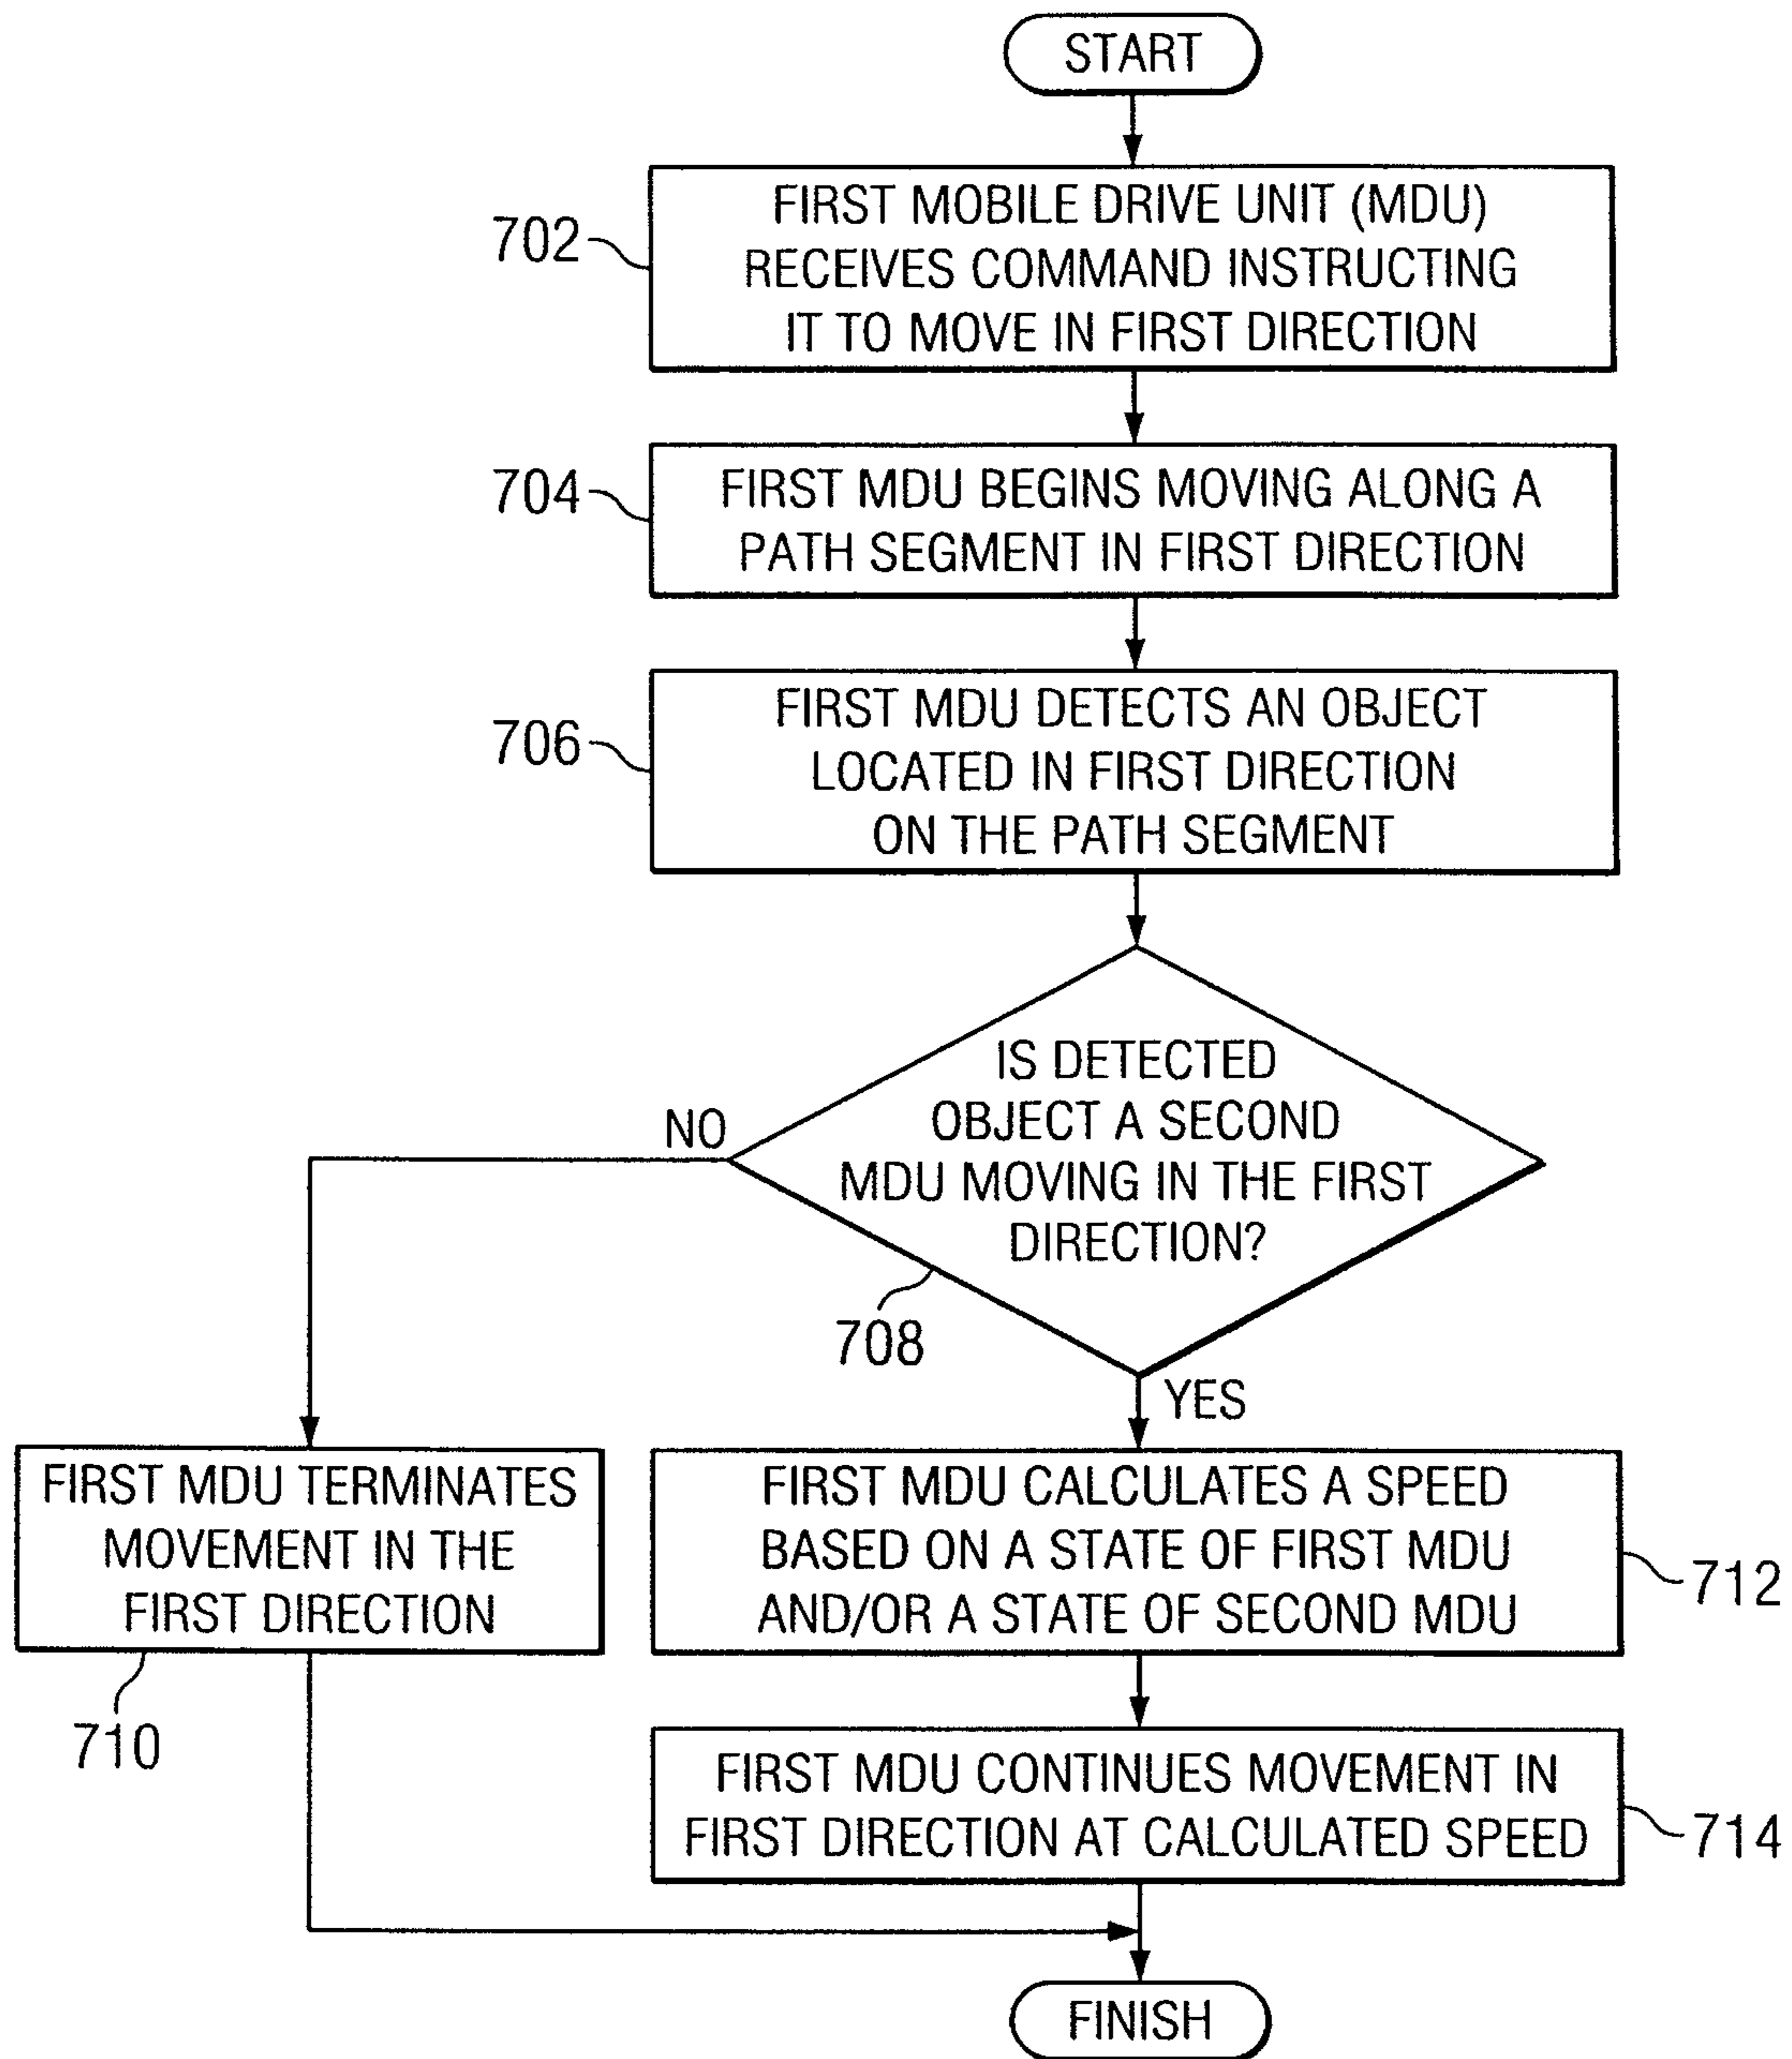 START
702
FIRST MOBILE DRIVE UNIT (MDU)
RECEIVES COMMAND INSTRUCTING
IT TO MOVE IN FIRST DIRECTION
704
FIRST MDU BEGINS MOVING ALONG A
PATH SEGMENT IN FIRST DIRECTION
706
FIRST MDU DETECTS AN OBJECT
LOCATED IN FIRST DIRECTION
ON THE PATH SEGMENT
IS DETECTED
OBJECT A SECOND
MDU MOVING IN THE FIRST
DIRECTION?
708
NO
YES
FIRST MDU TERMINATES
MOVEMENT IN THE
FIRST DIRECTION
710
FIRST MDU CALCULATES A SPEED
BASED ON A STATE OF FIRST MDU
AND/OR A STATE OF SECOND MDU
712
FIRST MDU CONTINUES MOVEMENT IN
FIRST DIRECTION AT CALCULATED SPEED
714
FINISH